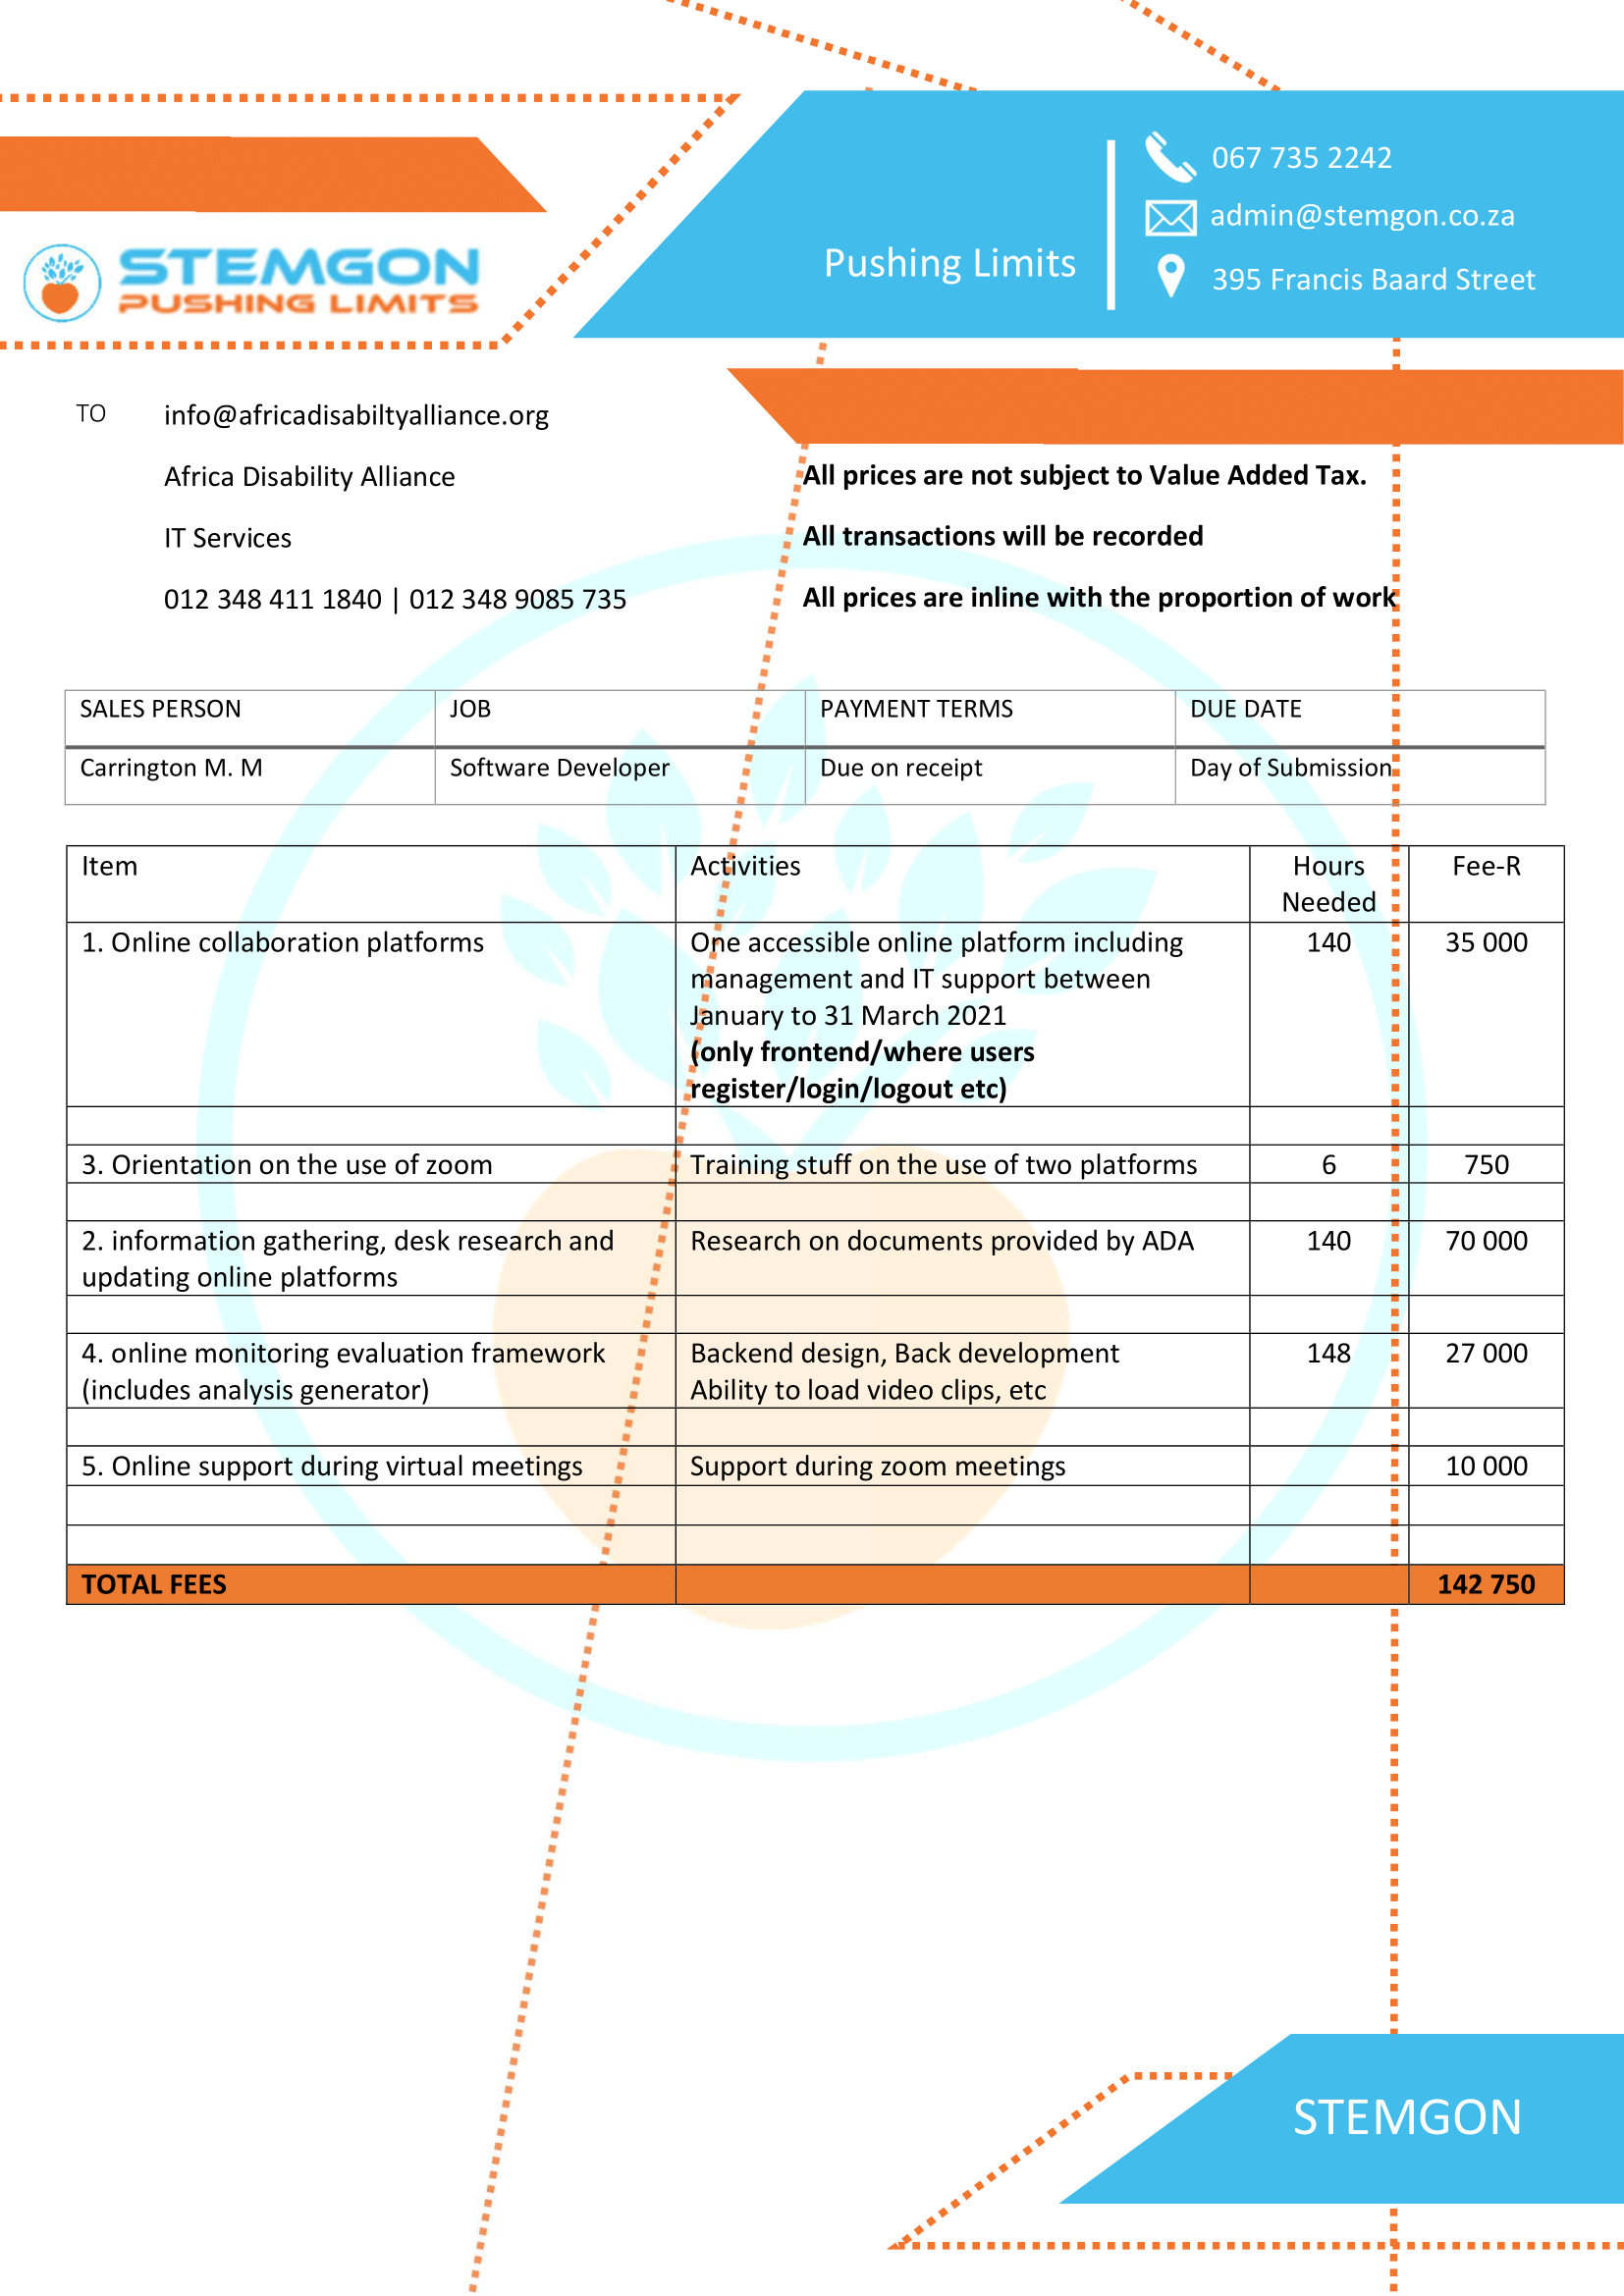 067 735 2242
admin@stemgon.co.za
Pushing Limits
395 Francis Baard Street
STEMGON
PUSHING LIMITS
TO info@africadisabiltyalliance.org
Africa Disability Alliance
IT Services
012 348 411 1840 | 012 348 9085 735
All prices are not subject to Value Added Tax.
All transactions will be recorded
All prices are inline with the proportion of work
SALES PERSON JOB PAYMENT TERMS DUE DATE
Carrington M. M Software Developer Due on receipt Day of Submission
Item Activities Hours Fee-R
Needed
1. Online collaboration platforms One accessible online platform including 140 35 000
management and IT support between
January to 31 March 2021
(only frontend/where users
register/login/logout etc)
3. Orientation on the use of zoom Training stuff on the use of two platforms 6 750
2. information gathering, desk research and Research on documents provided by ADA 140 70 000
updating online platforms
4. online monitoring evaluation framework Backend design, Back development 148 27 000
(includes analysis generator) Ability to load video clips, etc
5. Online support during virtual meetings Support during zoom meetings 10 000
TOTAL FEES 142 750
STEMGON